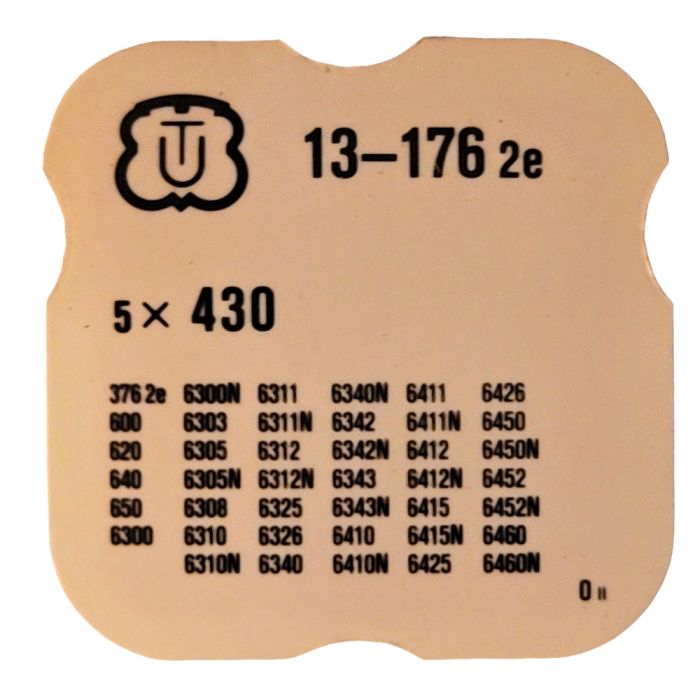 TU
13–176 2e
5 × 430
376 2e 6300N 6311 6340N 6411 6426
600 6303 6311N 6342 6411N 6450
620 6305 6312 6342N 6412 6450N
640 6305N 6312N 6343 6412N 6452
650 6308 6325 6343N 6415 6452N
6300 6310 6326 6410 6415N 6460
6310N 6340 6410N 6425 6460N
0 II